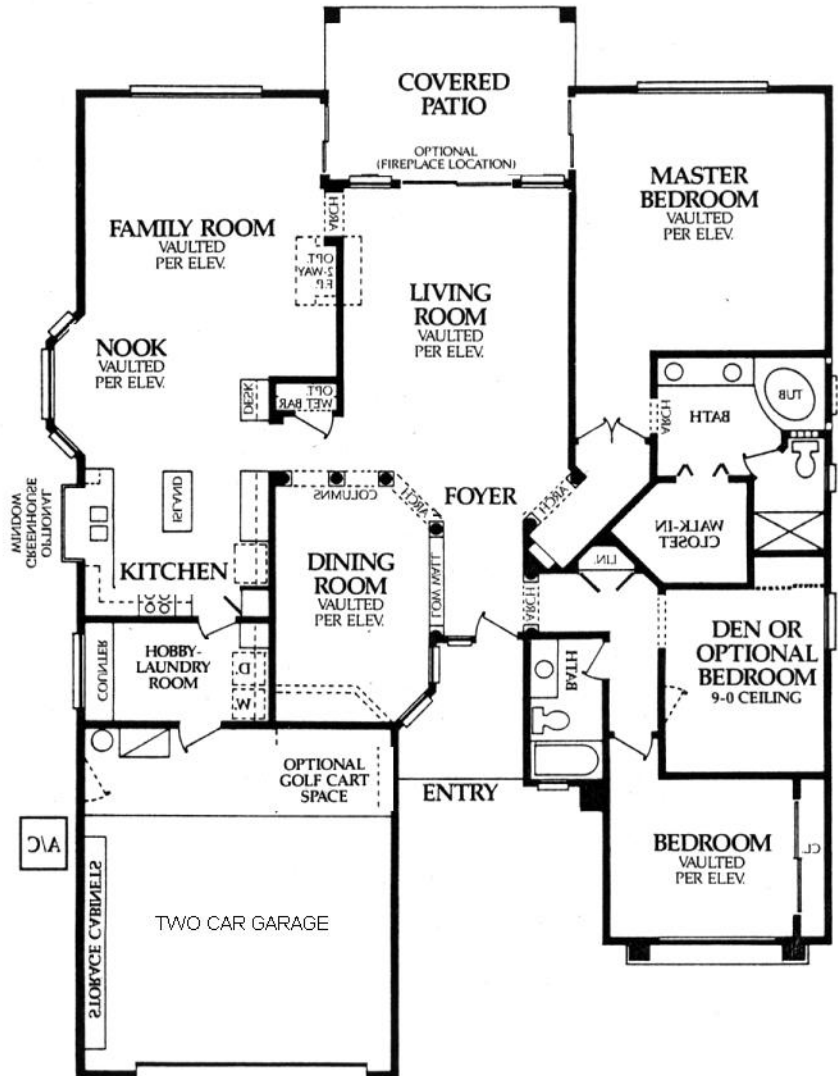 COVERED
PATIO
OPTIONAL
(FIREPLACE LOCATION)
MASTER
BEDROOM
VAULTED
PER ELEV.
FAMILY ROOM
VAULTED
PER ELEV.
ARCH
OPT.
2-WAY
F.P.
LIVING
ROOM
VAULTED
PER ELEV.
NOOK
VAULTED
PER ELEV.
DESK
OPT.
WET BAR
TUB
BATH
ARCH
WINDOW
GREENHOUSE
OPTIONAL
ISLAND
COLUMNS
ARCH
FOYER
ARCH
WALK-IN
CLOSET
KITCHEN
DINING
ROOM
VAULTED
PER ELEV.
LOW WALL
LIN.
ARCH
DEN OR
OPTIONAL
BEDROOM
9-0 CEILING
HOBBY-
LAUNDRY
ROOM
COUNTER
D
W
BATH
OPTIONAL
GOLF CART
SPACE
ENTRY
A/C
STORAGE CABINETS
TWO CAR GARAGE
BEDROOM
VAULTED
PER ELEV.
CL.